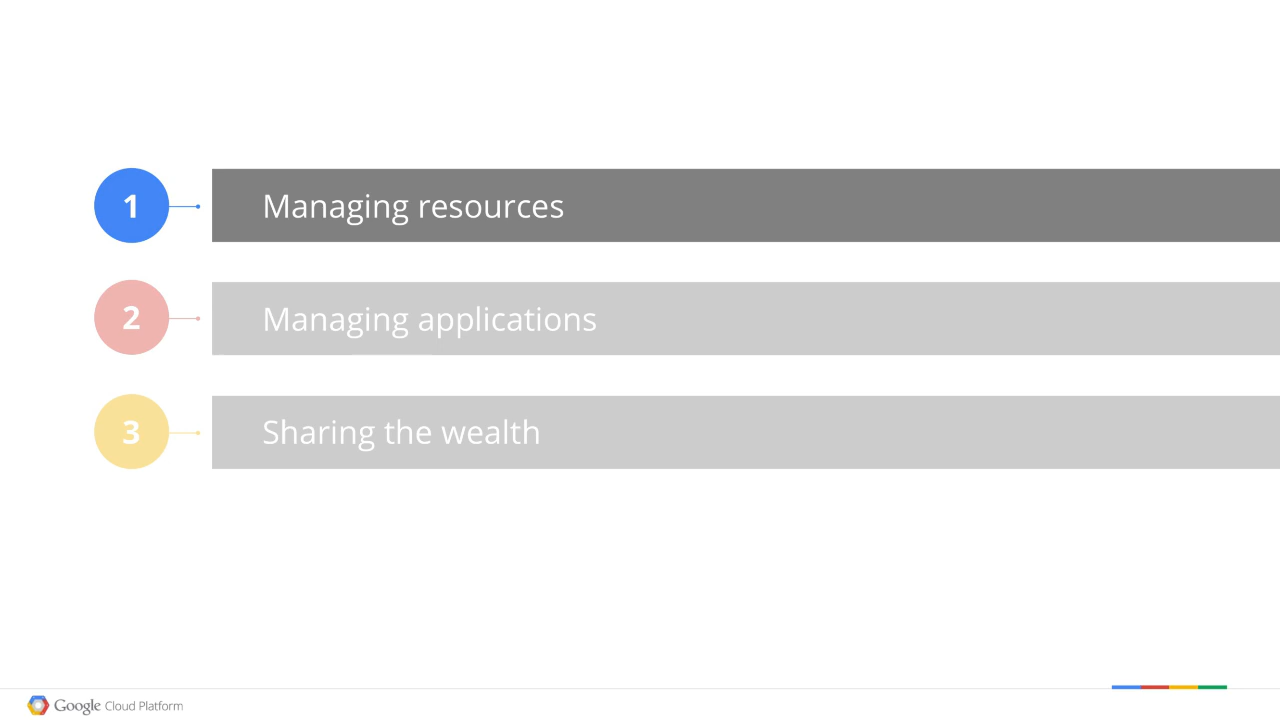 1 Managing resources
2 Managing applications
3 Sharing the wealth
Google Cloud Platform